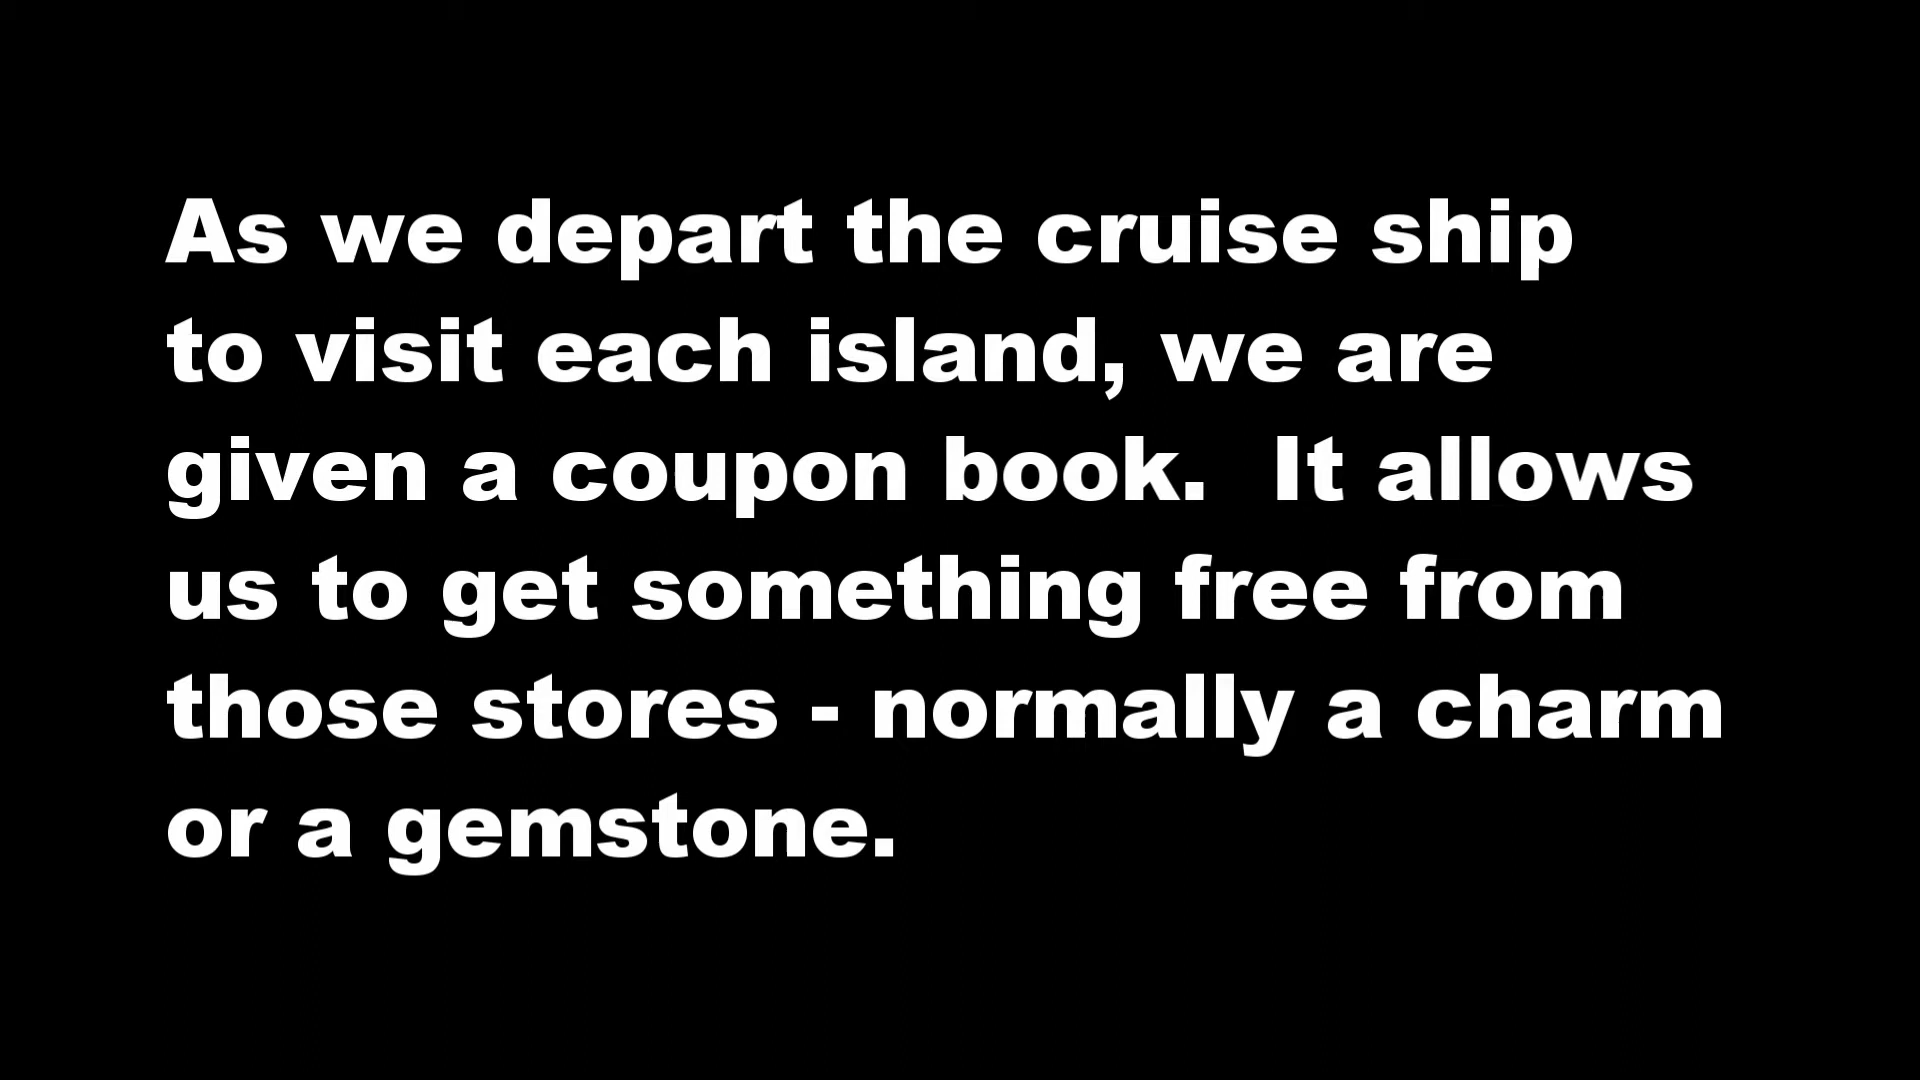 As we depart the cruise ship
to visit each island, we are
given a coupon book.  It allows
us to get something free from
those stores - normally a charm
or a gemstone.